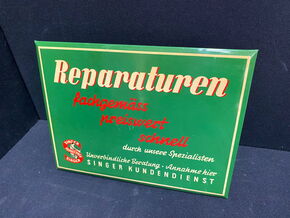 Reparaturen
fachgemäss
preiswert
schnell
durch unsere Spezialisten
Unverbindliche Beratung · Annahme hier
SINGER KUNDENDIENST